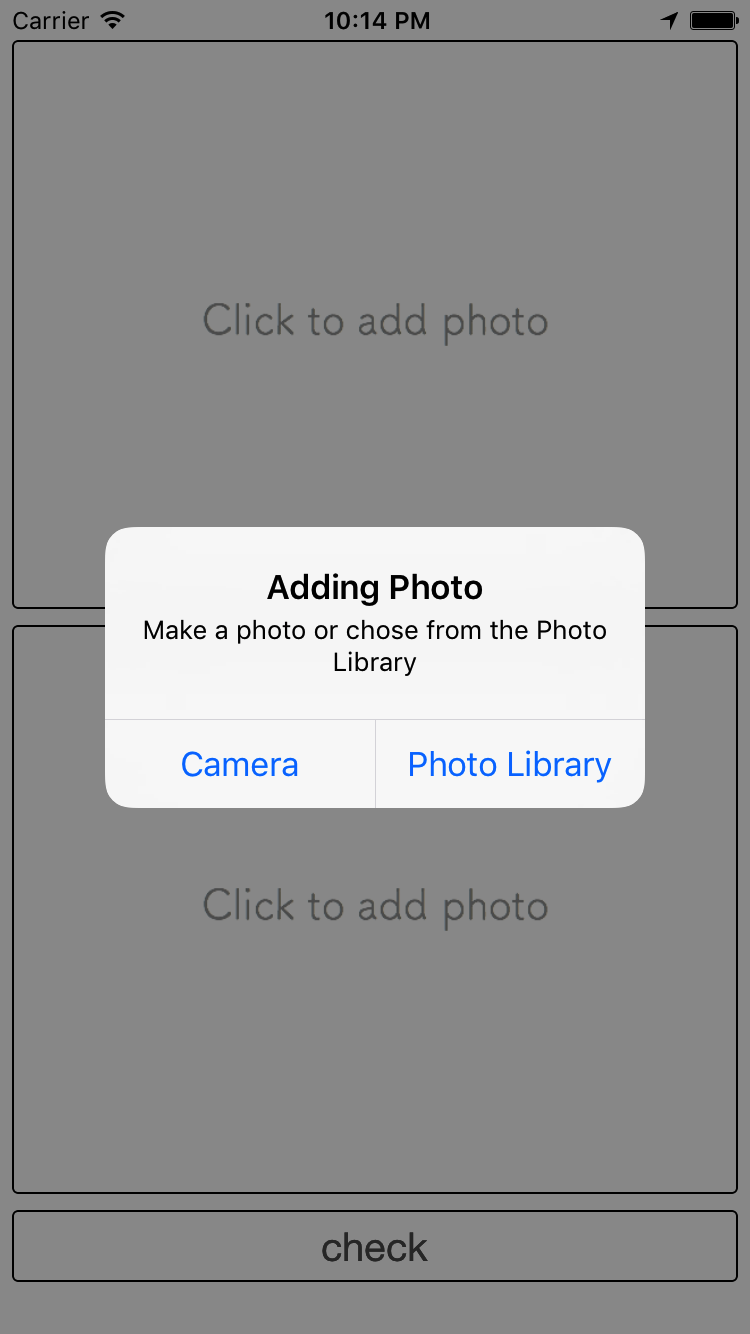 Carrier 10:14 PM
Click to add photo
Adding Photo
Make a photo or chose from the Photo
Library
Camera Photo Library
Click to add photo
check